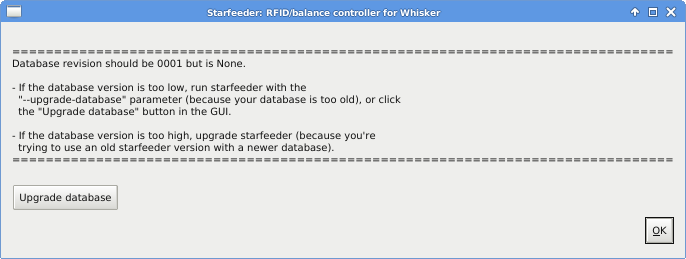 Starfeeder: RFID/balance controller for Whisker
===============================================================================
Database revision should be 0001 but is None.
- If the database version is too low, run starfeeder with the
"--upgrade-database" parameter (because your database is too old), or click
the "Upgrade database" button in the GUI.
- If the database version is too high, upgrade starfeeder (because you're
trying to use an old starfeeder version with a newer database).
===============================================================================
Upgrade database
OK